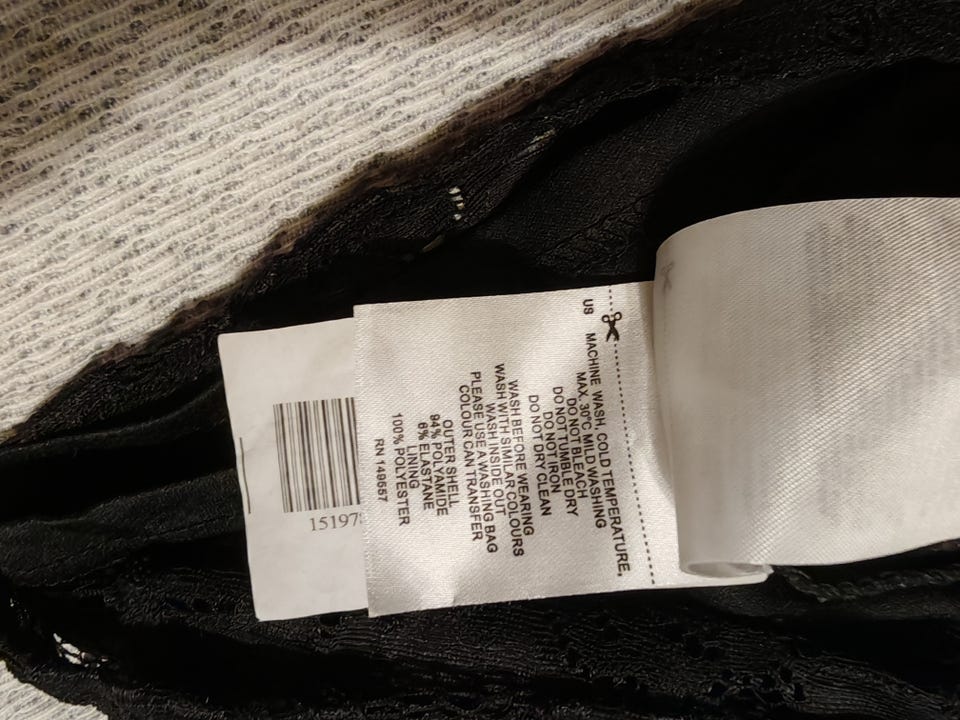 US
MACHINE WASH, COLD TEMPERATURE,
MAX. 30°C MILD WASHING
DO NOT BLEACH
DO NOT TUMBLE DRY
DO NOT IRON
DO NOT DRY CLEAN
WASH BEFORE WEARING
WASH WITH SIMILAR COLOURS
WASH INSIDE OUT
PLEASE USE A WASHING BAG
COLOUR CAN TRANSFER
OUTER SHELL
94% POLYAMIDE
6% ELASTANE
LINING
100% POLYESTER
RN 149657
15197